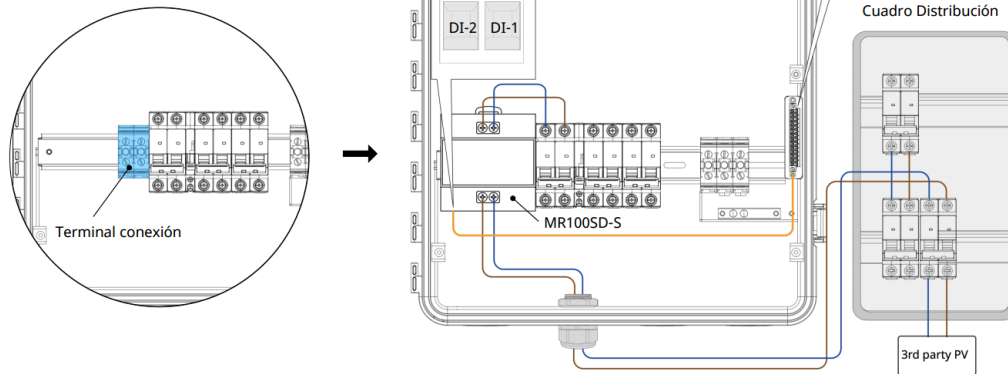 Cuadro Distribución
DI-2 DI-1
Terminal conexión
MR100SD-S
3rd party PV